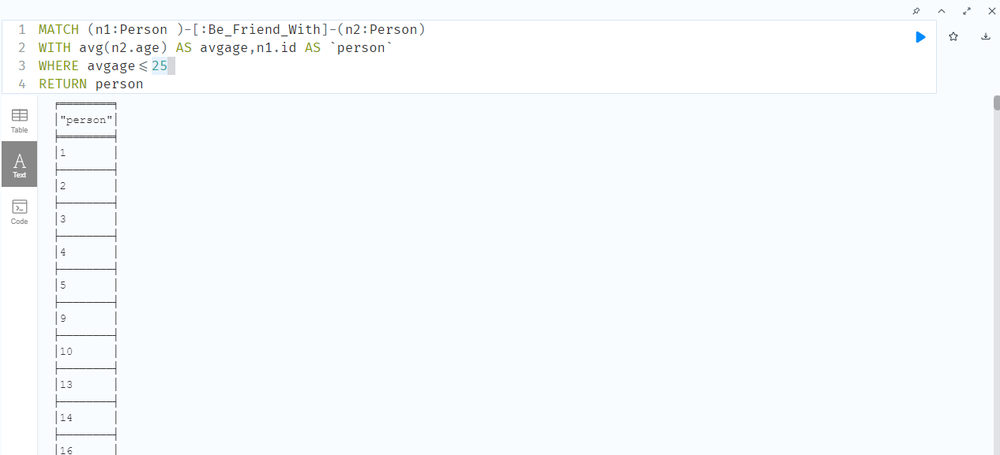 1 MATCH (n1:Person )-[:Be_Friend_With]-(n2:Person)
2 WITH avg(n2.age) AS avgage,n1.id AS `person`
3 WHERE avgage<=25
4 RETURN person
Table
Text
Code
"person"
1
2
3
4
5
9
10
13
14
16